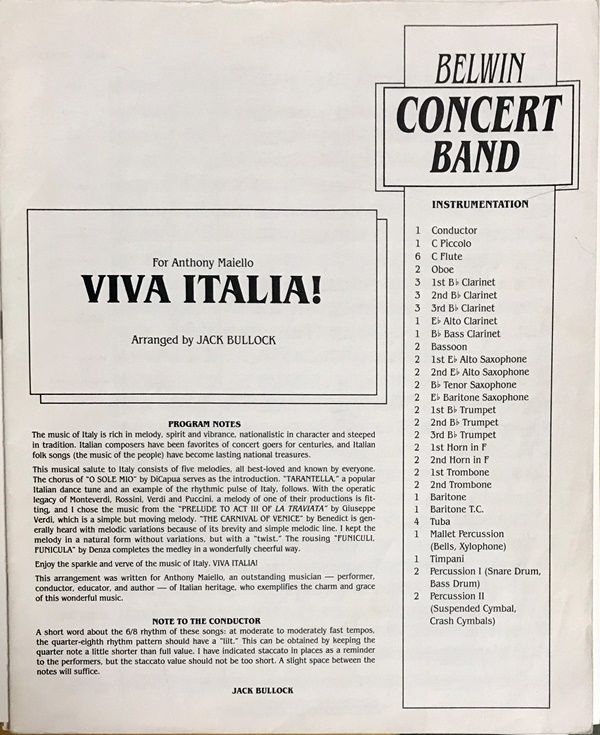 BELWIN
CONCERT
BAND
For Anthony Maiello
VIVA ITALIA!
Arranged by JACK BULLOCK
PROGRAM NOTES
The music of Italy is rich in melody, spirit and vibrance, nationalistic in character and steeped
in tradition. Italian composers have been favorites of concert goers for centuries, and Italian
folk songs (the music of the people) have become lasting national treasures.
This musical salute to Italy consists of five melodies, all best-loved and known by everyone.
The chorus of "O SOLE MIO" by DiCapua serves as the introduction. "TARANTELLA," a popular
Italian dance tune and an example of the rhythmic pulse of Italy, follows. With the operatic
legacy of Monteverdi, Rossini, Verdi and Puccini, a melody of one of their productions is fit-
ting, and I chose the music from the "PRELUDE TO ACT III OF LA TRAVIATA" by Giuseppe
Verdi, which is a simple but moving melody. "THE CARNIVAL OF VENICE" by Benedict is gen-
erally heard with melodic variations because of its brevity and simple melodic line. I kept the
melody in a natural form without variations, but with a "twist." The rousing "FUNICULI,
FUNICULA" by Denza completes the medley in a wonderfully cheerful way.
Enjoy the sparkle and verve of the music of Italy. VIVA ITALIA!
This arrangement was written for Anthony Maiello, an outstanding musician — performer,
conductor, educator, and author — of Italian heritage, who exemplifies the charm and grace
of this wonderful music.
NOTE TO THE CONDUCTOR
A short word about the 6/8 rhythm of these songs: at moderate to moderately fast tempos,
the quarter-eighth rhythm pattern should have a "lilt." This can be obtained by keeping the
quarter note a little shorter than full value. I have indicated staccato in places as a reminder
to the performers, but the staccato value should not be too short. A slight space between the
notes will suffice.
JACK BULLOCK
INSTRUMENTATION
1 Conductor
1 C Piccolo
6 C Flute
2 Oboe
3 1st B♭ Clarinet
3 2nd B♭ Clarinet
3 3rd B♭ Clarinet
1 E♭ Alto Clarinet
1 B♭ Bass Clarinet
2 Bassoon
2 1st E♭ Alto Saxophone
2 2nd E♭ Alto Saxophone
2 B♭ Tenor Saxophone
2 E♭ Baritone Saxophone
2 1st B♭ Trumpet
2 2nd B♭ Trumpet
2 3rd B♭ Trumpet
2 1st Horn in F
2 2nd Horn in F
2 1st Trombone
2 2nd Trombone
1 Baritone
1 Baritone T.C.
4 Tuba
1 Mallet Percussion
(Bells, Xylophone)
1 Timpani
2 Percussion I (Snare Drum,
Bass Drum)
2 Percussion II
(Suspended Cymbal,
Crash Cymbals)